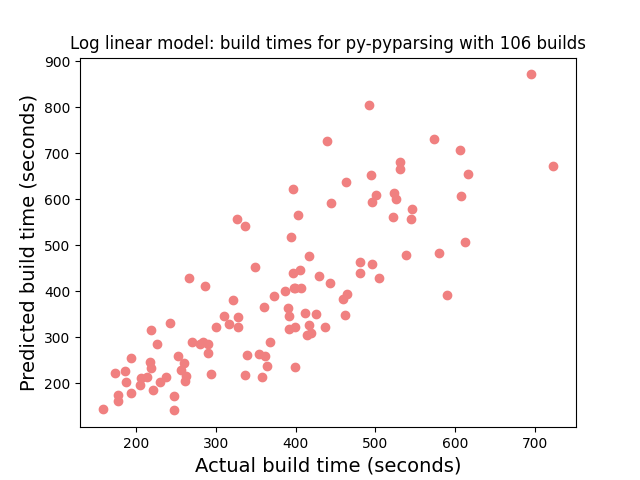 Log linear model: build times for py-pyparsing with 106 builds
900
800
700
600
500
400
300
200
Predicted build time (seconds)
200 300 400 500 600 700
Actual build time (seconds)